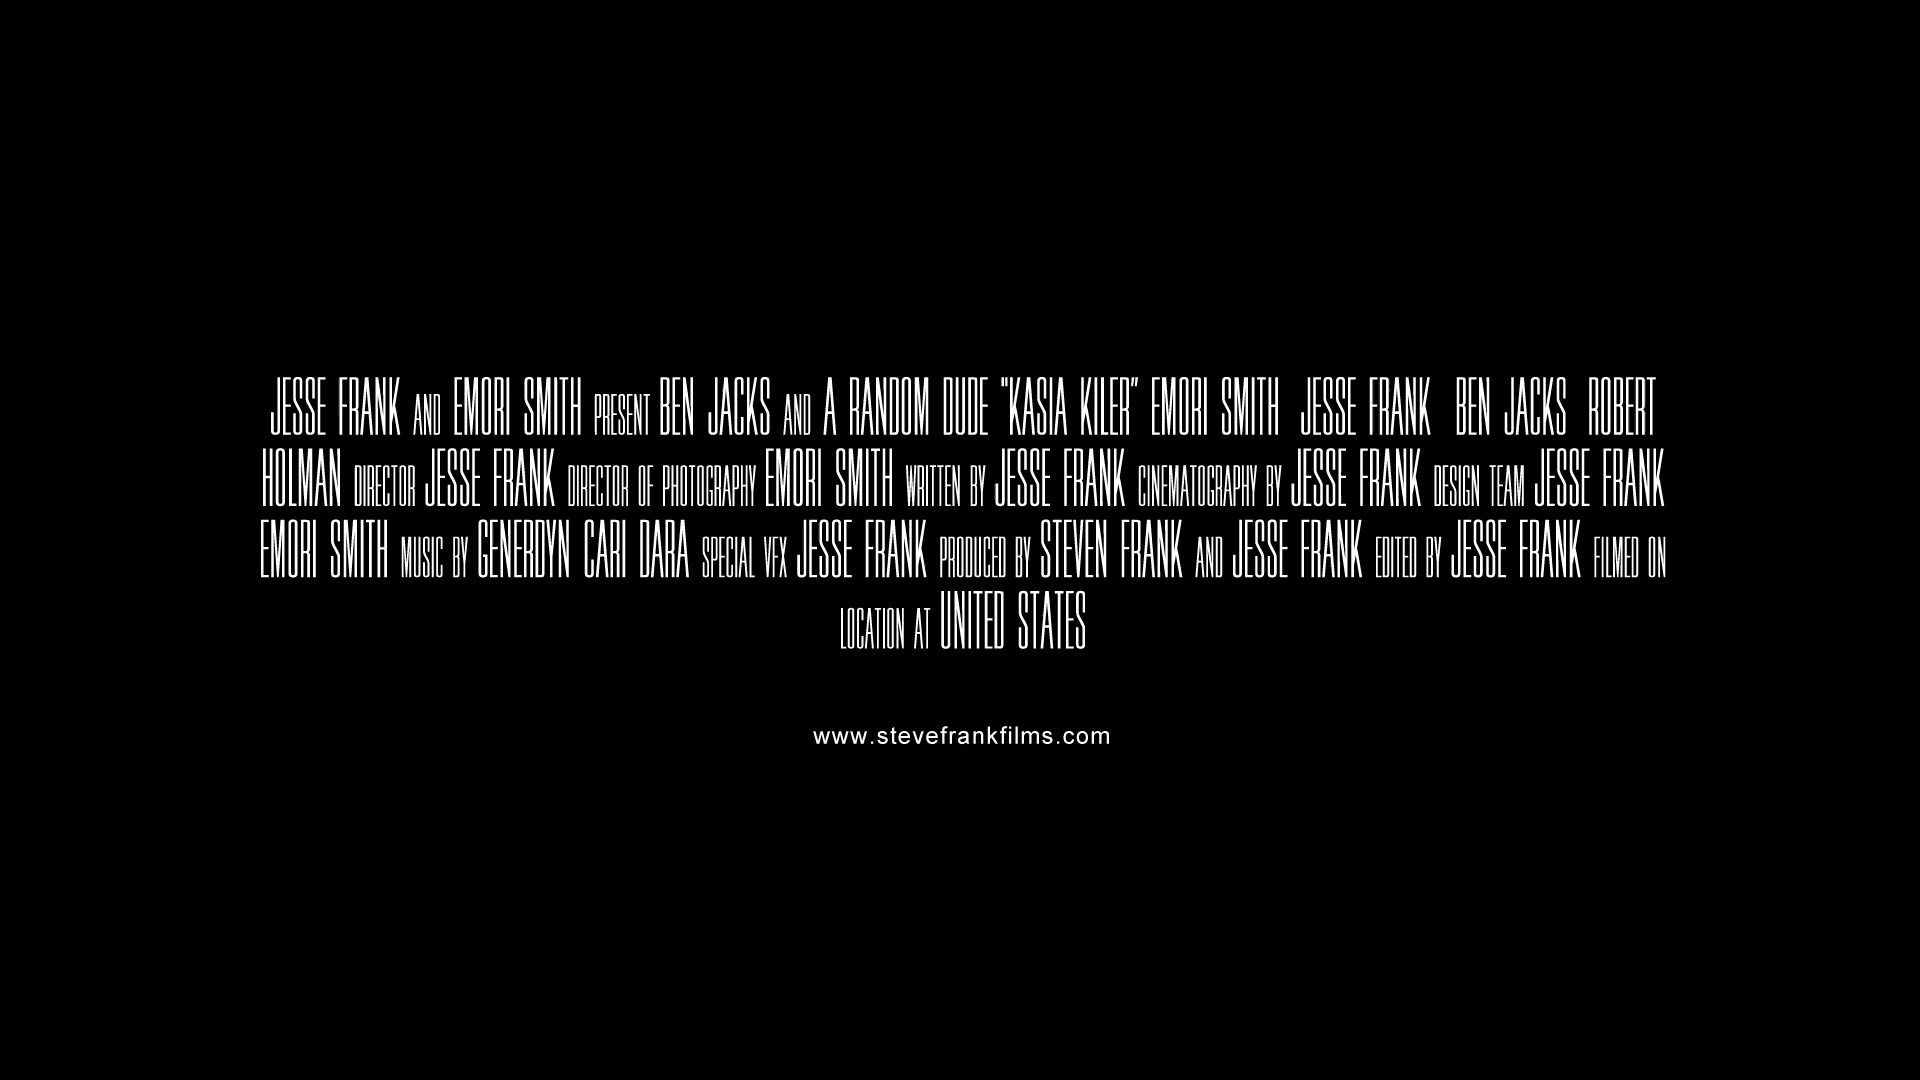 JESSE FRANK AND EMORI SMITH PRESENT BEN JACKS AND A RANDOM DUDE "KASIA KILER" EMORI SMITH JESSE FRANK BEN JACKS ROBERT
HOLMAN DIRECTOR JESSE FRANK DIRECTOR OF PHOTOGRAPHY EMORI SMITH WRITTEN BY JESSE FRANK CINEMATOGRAPHY BY JESSE FRANK DESIGN TEAM JESSE FRANK
EMORI SMITH MUSIC BY GENERDYN CARI DARA SPECIAL VFX JESSE FRANK PRODUCED BY STEVEN FRANK AND JESSE FRANK EDITED BY JESSE FRANK FILMED ON
LOCATION AT UNITED STATES
www.stevefrankfilms.com